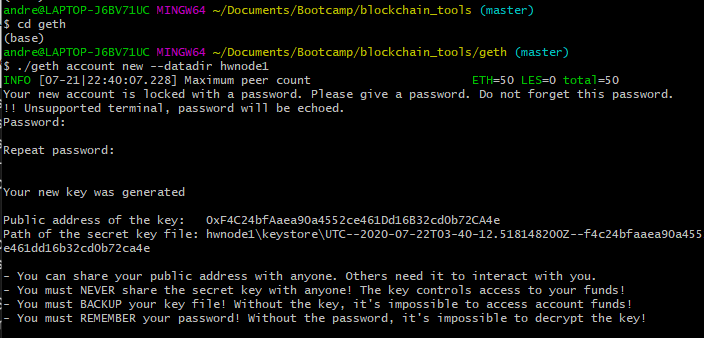 andre@LAPTOP-J6BV71UC MINGW64 ~/Documents/Bootcamp/blockchain_tools (master)
$ cd geth
(base)
andre@LAPTOP-J6BV71UC MINGW64 ~/Documents/Bootcamp/blockchain_tools/geth (master)
$ ./geth account new --datadir hwnode1
INFO [07-21|22:40:07.228] Maximum peer count                       ETH=50 LES=0 total=50
Your new account is locked with a password. Please give a password. Do not forget this password.
!! Unsupported terminal, password will be echoed.
Password:
Repeat password:
Your new key was generated
Public address of the key:   0xF4C24bfAaea90a4552ce461Dd16B32cd0b72CA4e
Path of the secret key file: hwnode1\keystore\UTC--2020-07-22T03-40-12.518148200Z--f4c24bfaaea90a455
e461dd16b32cd0b72ca4e
- You can share your public address with anyone. Others need it to interact with you.
- You must NEVER share the secret key with anyone! The key controls access to your funds!
- You must BACKUP your key file! Without the key, it's impossible to access account funds!
- You must REMEMBER your password! Without the password, it's impossible to decrypt the key!